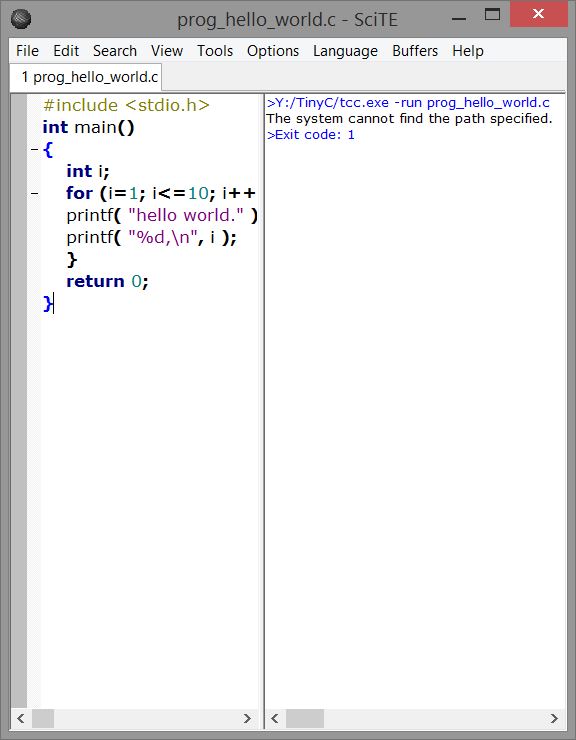 prog_hello_world.c - SciTE
File Edit Search View Tools Options Language Buffers Help
1 prog_hello_world.c
#include <stdio.h>
int main()
{
int i;
for (i=1; i<=10; i++
printf( "hello world." )
printf( "%d,\n", i );
}
return 0;
}
>Y:/TinyC/tcc.exe -run prog_hello_world.c
The system cannot find the path specified.
>Exit code: 1